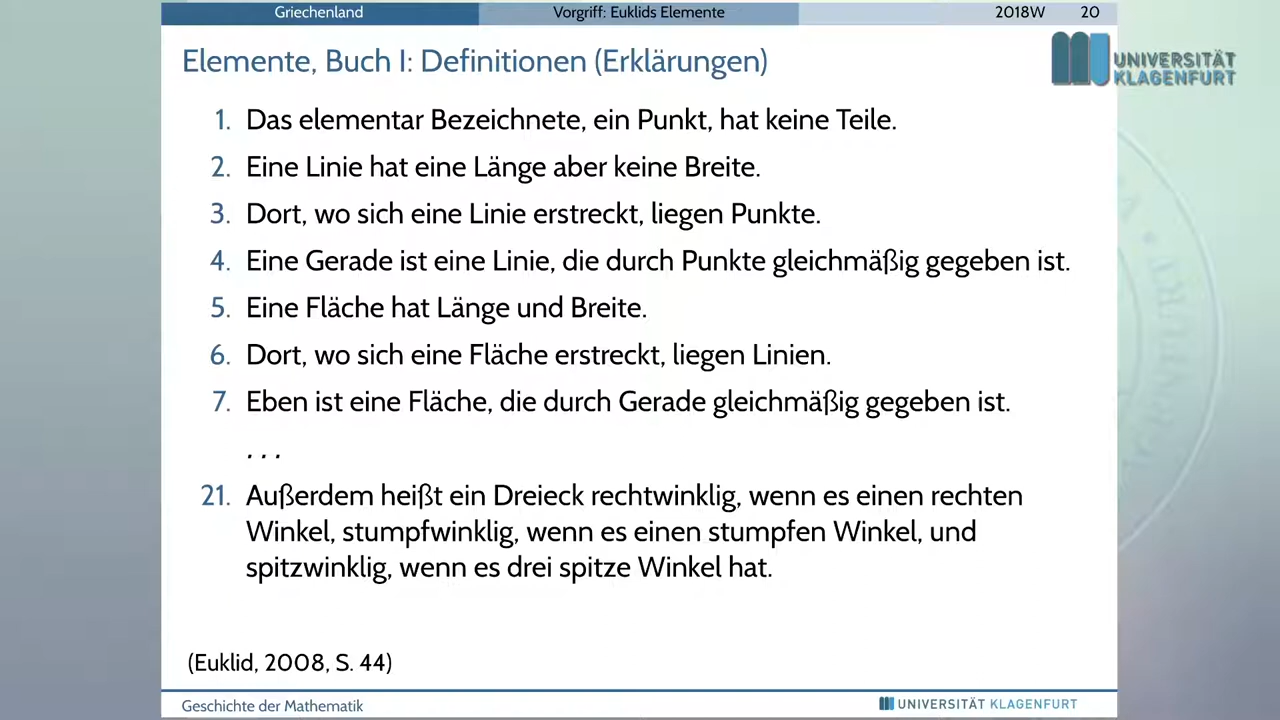 Griechenland Vorgriff: Euklids Elemente 2018W 20
Elemente, Buch I: Definitionen (Erklärungen)
UNIVERSITÄT
KLAGENFURT
1. Das elementar Bezeichnete, ein Punkt, hat keine Teile.
2. Eine Linie hat eine Länge aber keine Breite.
3. Dort, wo sich eine Linie erstreckt, liegen Punkte.
4. Eine Gerade ist eine Linie, die durch Punkte gleichmäßig gegeben ist.
5. Eine Fläche hat Länge und Breite.
6. Dort, wo sich eine Fläche erstreckt, liegen Linien.
7. Eben ist eine Fläche, die durch Gerade gleichmäßig gegeben ist.
. . .
21. Außerdem heißt ein Dreieck rechtwinklig, wenn es einen rechten
Winkel, stumpfwinklig, wenn es einen stumpfen Winkel, und
spitzwinklig, wenn es drei spitze Winkel hat.
(Euklid, 2008, S. 44)
Geschichte der Mathematik UNIVERSITÄT KLAGENFURT